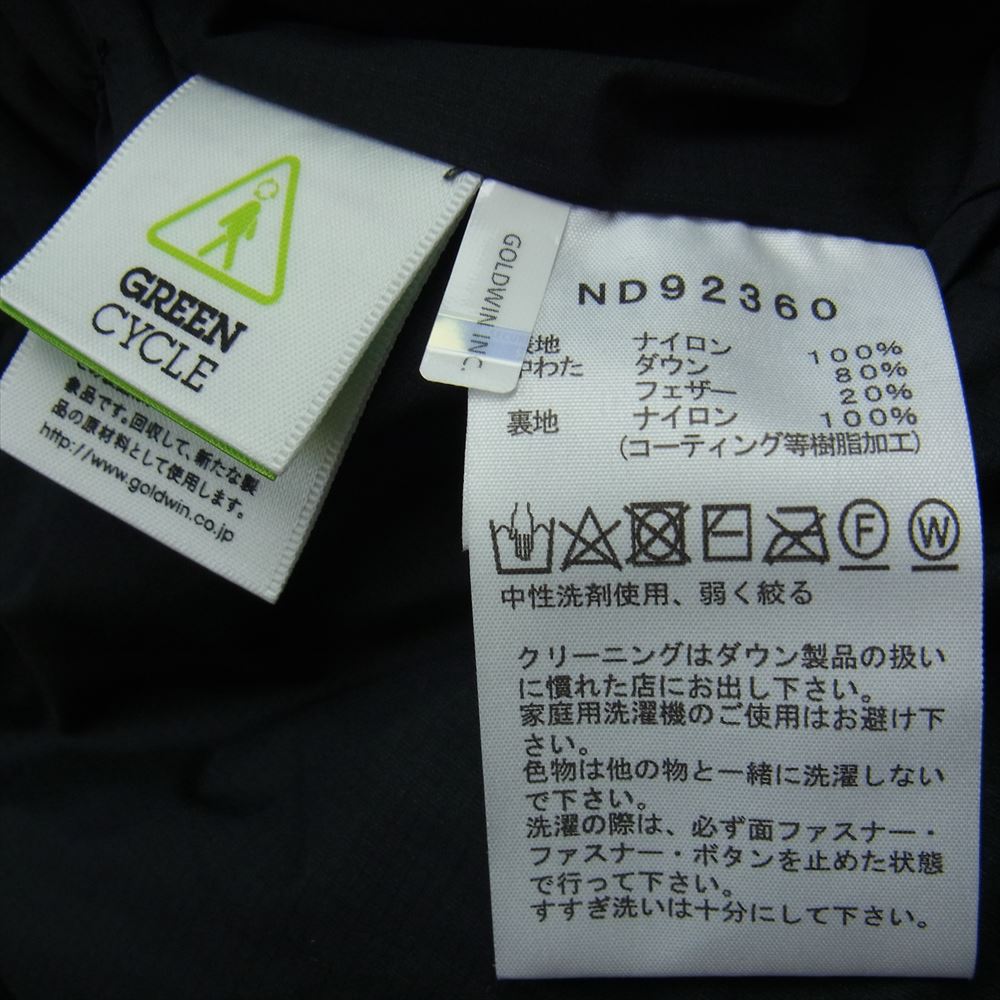 GREEN
CYCLE
象品です。回収して、新たな製
品の原材料として使用します。
http://www.goldwin.co.jp
GOLDWIN INC.
ND92360
表地 ナイロン 100%
中わた ダウン 80%
フェザー 20%
裏地 ナイロン 100%
(コーティング等樹脂加工)
F W
中性洗剤使用、弱く絞る
クリーニングはダウン製品の扱い
に慣れた店にお出し下さい。
家庭用洗濯機のご使用はお避け下
さい。
色物は他の物と一緒に洗濯しない
で下さい。
洗濯の際は、必ず面ファスナー・
ファスナー・ボタンを止めた状態
で行って下さい。
すすぎ洗いは十分にして下さい。